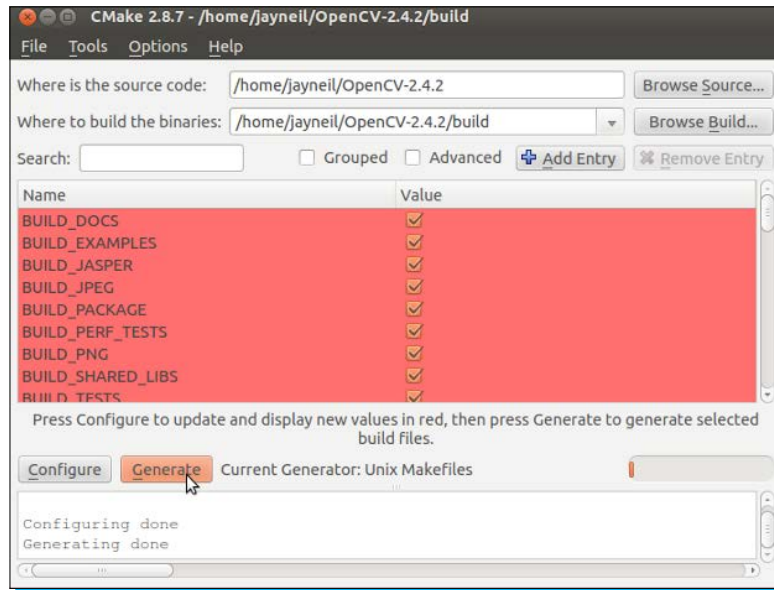 CMake 2.8.7 - /home/jayneil/OpenCV-2.4.2/build
File Tools Options Help
Where is the source code: /home/jayneil/OpenCV-2.4.2 Browse Source...
Where to build the binaries: /home/jayneil/OpenCV-2.4.2/build Browse Build...
Search: Grouped Advanced Add Entry Remove Entry
Name Value
BUILD_DOCS
BUILD_EXAMPLES
BUILD_JASPER
BUILD_JPEG
BUILD_PACKAGE
BUILD_PERF_TESTS
BUILD_PNG
BUILD_SHARED_LIBS
BUILD_TESTS
Press Configure to update and display new values in red, then press Generate to generate selected
build files.
Configure Generate Current Generator: Unix Makefiles
Configuring done
Generating done